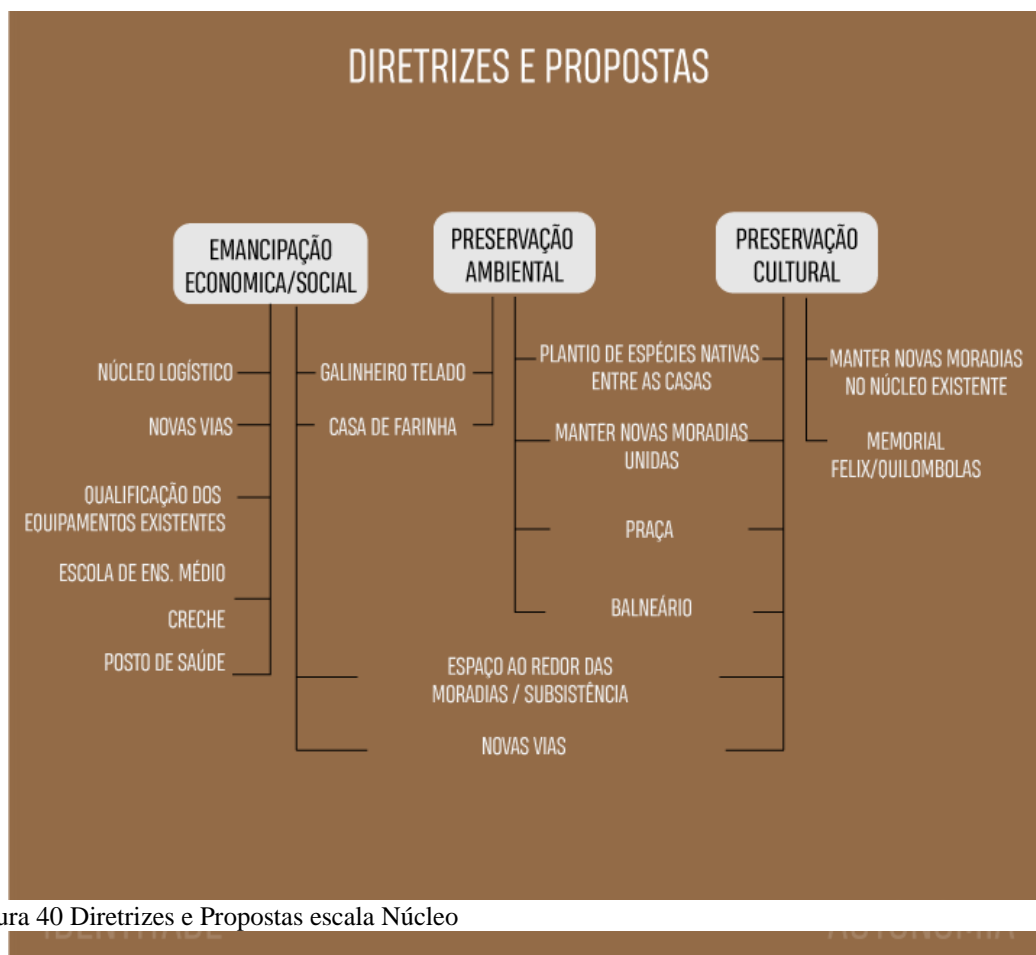 DIRETRIZES E PROPOSTAS
EMANCIPAÇÃO
ECONOMICA/SOCIAL
PRESERVAÇÃO
AMBIENTAL
PRESERVAÇÃO
CULTURAL
NÚCLEO LOGÍSTICO
NOVAS VIAS
QUALIFICAÇÃO DOS
EQUIPAMENTOS EXISTENTES
ESCOLA DE ENS. MÉDIO
CRECHE
POSTO DE SAÚDE
GALINHEIRO TELADO
CASA DE FARINHA
PLANTIO DE ESPÉCIES NATIVAS
ENTRE AS CASAS
MANTER NOVAS MORADIAS
UNIDAS
PRAÇA
BALNEÁRIO
ESPAÇO AO REDOR DAS
MORADIAS / SUBSISTÊNCIA
NOVAS VIAS
MANTER NOVAS MORADIAS
NO NÚCLEO EXISTENTE
MEMORIAL
FELIX/QUILOMBOLAS
ura 40 Diretrizes e Propostas escala Núcleo